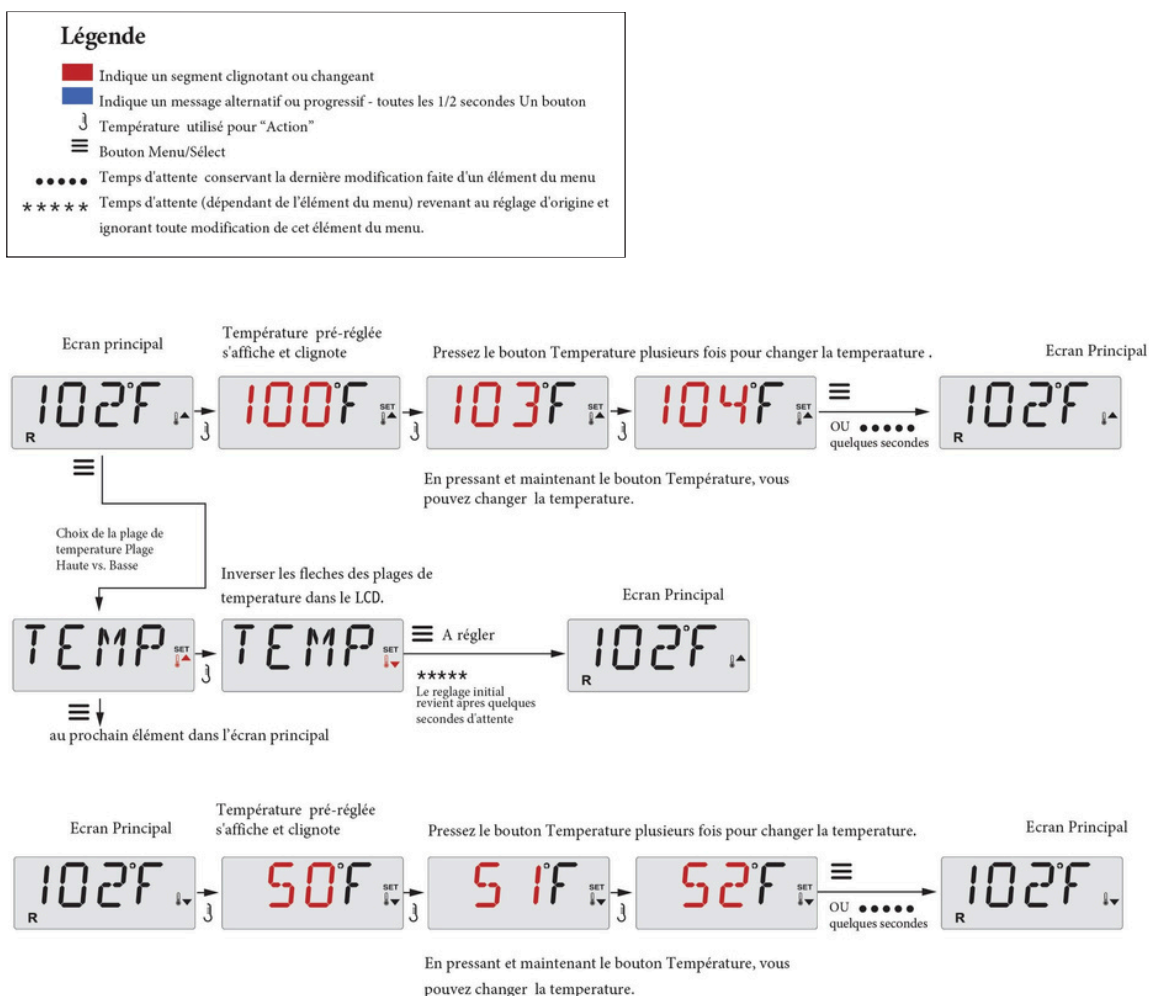 Légende
Indique un segment clignotant ou changeant
Indique un message alternatif ou progressif - toutes les 1/2 secondes Un bouton
Température utilisé pour “Action”
Bouton Menu/Sélect
••••• Temps d'attente conservant la dernière modification faite d'un élément du menu
***** Temps d'attente (dépendant de l'élément du menu) revenant au réglage d'origine et
ignorant toute modification de cet élément du menu.
Ecran principal
Température pré-réglée
s'affiche et clignote
Pressez le bouton Temperature plusieurs fois pour changer la temperaature .
Ecran Principal
102°F R
100°F SET
103°F SET
104°F SET
OU •••••
quelques secondes
102°F R
En pressant et maintenant le bouton Température, vous
pouvez changer la temperature.
Choix de la plage de
temperature Plage
Haute vs. Basse
Inverser les fleches des plages de
temperature dans le LCD.
Ecran Principal
TEMP SET
TEMP SET
A régler
*****
Le reglage initial
revient apres quelques
secondes d'attente
102°F R
au prochain élément dans l'écran principal
Ecran Principal
Température pré-réglée
s'affiche et clignote
Pressez le bouton Temperature plusieurs fois pour changer la temperature.
Ecran Principal
102°F R
50°F SET
51°F SET
52°F SET
OU •••••
quelques secondes
102°F R
En pressant et maintenant le bouton Température, vous
pouvez changer la temperature.